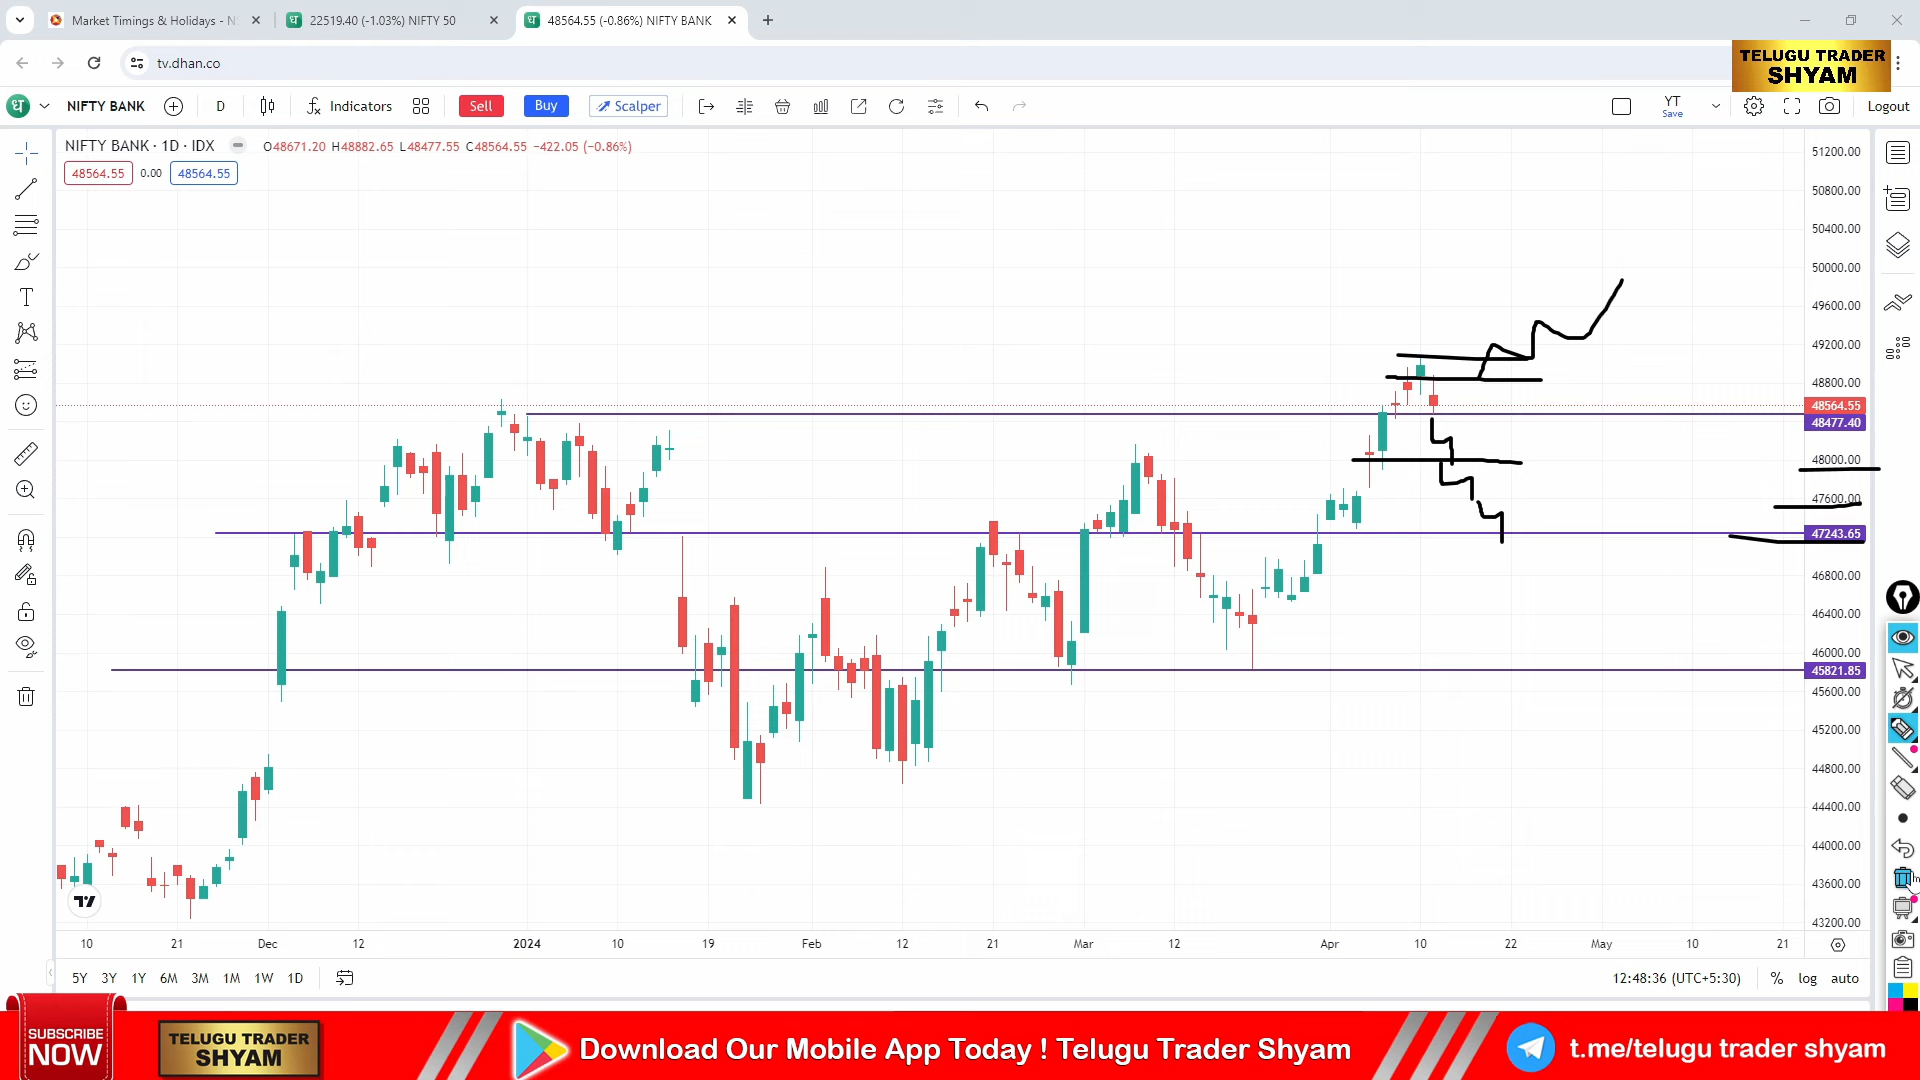 Market Timings & Holidays - N
22519.40 (-1.03%) NIFTY 50
48564.55 (-0.86%) NIFTY BANK
tv.dhan.co
TELUGU TRADER
SHYAM
NIFTY BANK
D
Indicators
Sell
Buy
Scalper
YT
Save
Logout
NIFTY BANK · 1D · IDX
O48671.20 H48882.65 L48477.55 C48564.55 −422.05 (−0.86%)
48564.55 0.00 48564.55
51200.00
50800.00
50400.00
50000.00
49600.00
49200.00
48800.00
48564.55
48477.40
48000.00
47600.00
47243.65
46800.00
46400.00
46000.00
45821.85
45600.00
45200.00
44800.00
44400.00
44000.00
43600.00
43200.00
10 21 Dec 12 2024 10 19 Feb 12 21 Mar 12 Apr 10 22 May 10 21
5Y 3Y 1Y 6M 3M 1M 1W 1D
12:48:36 (UTC+5:30) % log auto
SUBSCRIBE
NOW
TELUGU TRADER
SHYAM
Download Our Mobile App Today ! Telugu Trader Shyam
t.me/telugu trader shyam